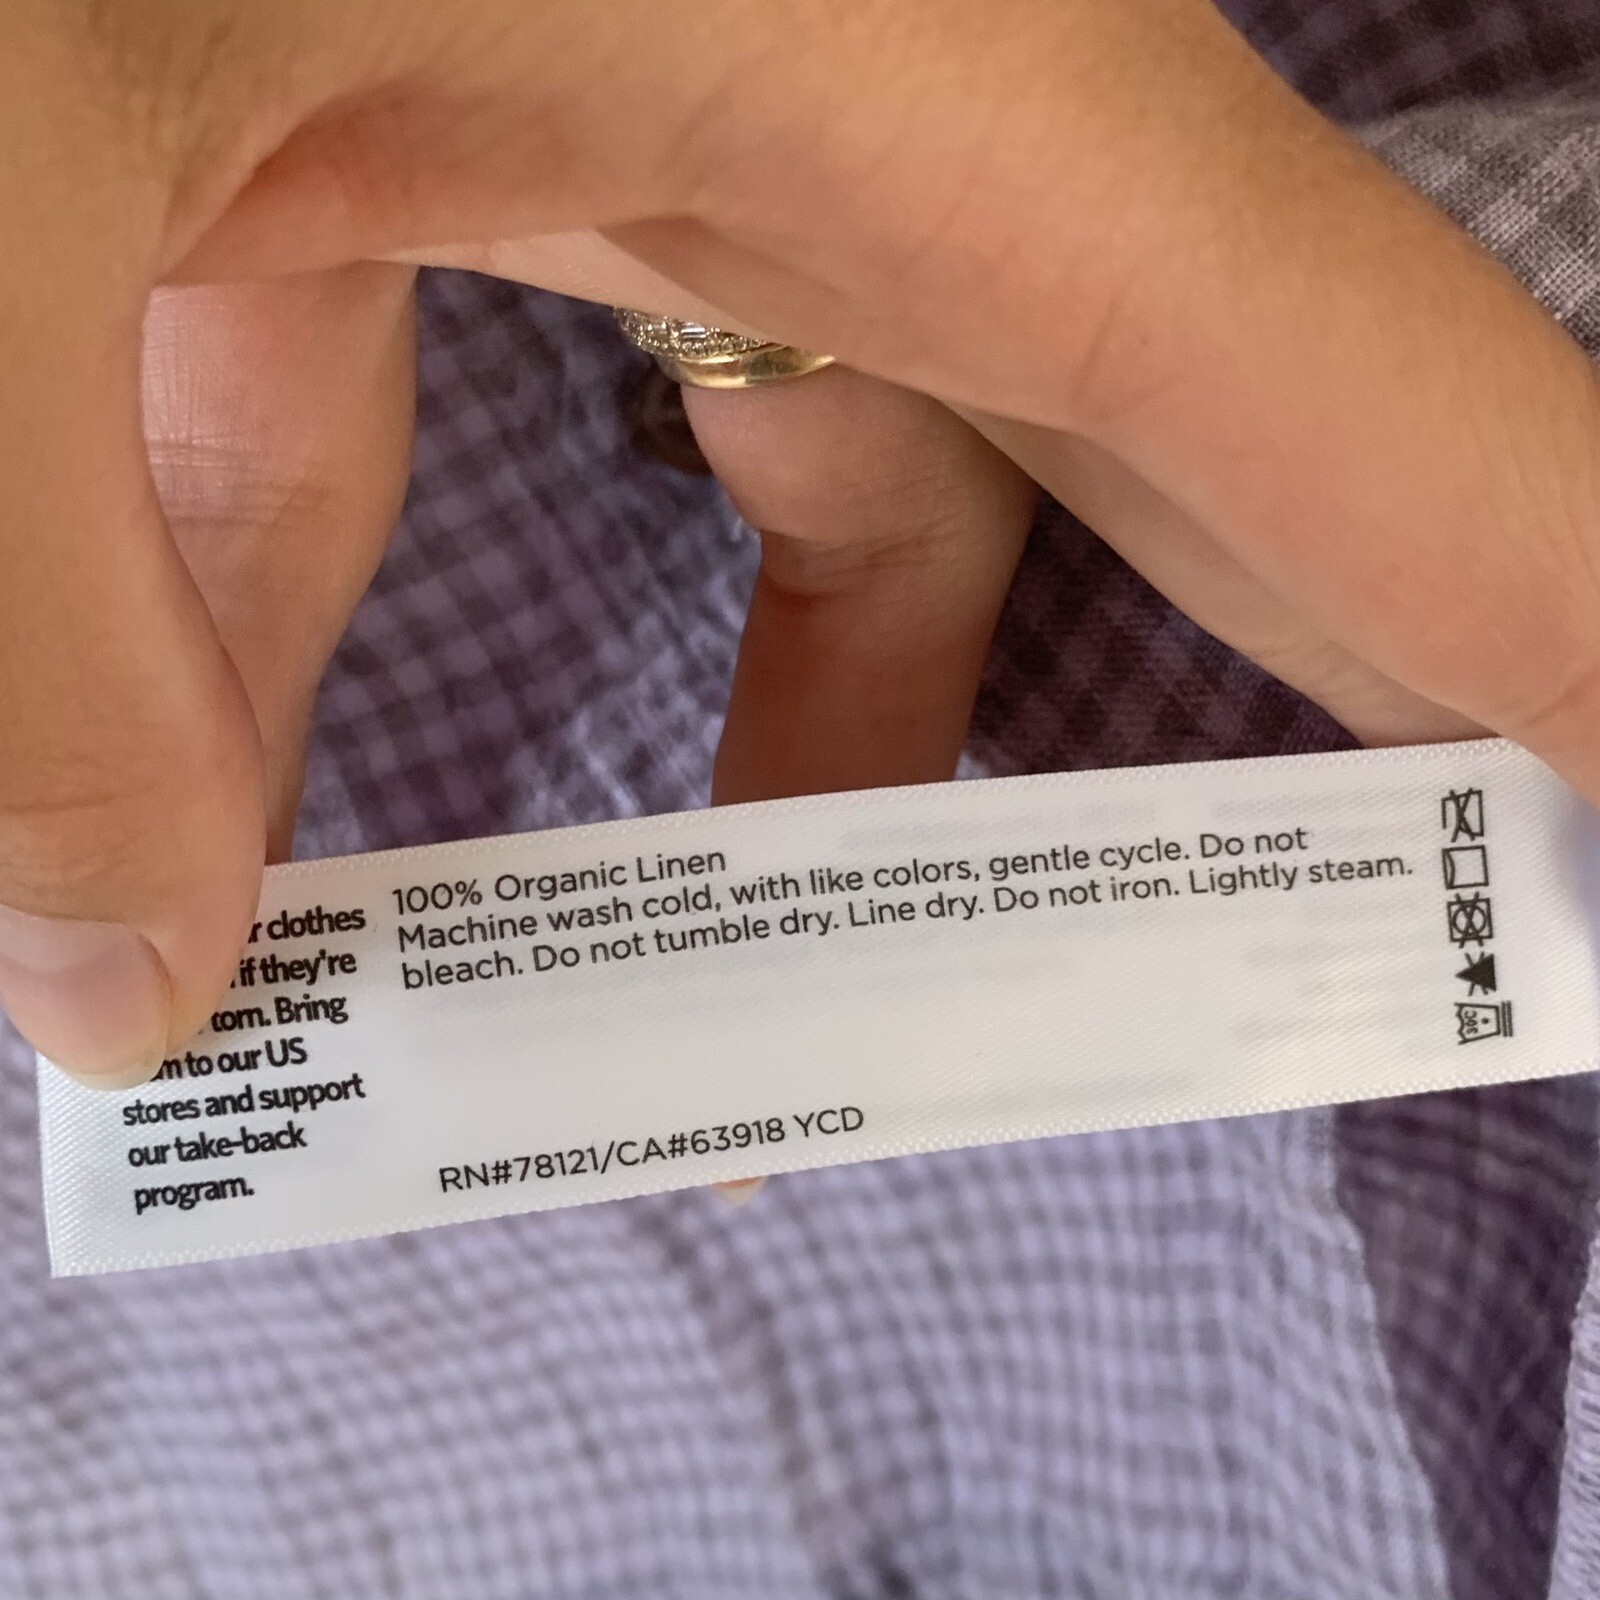 clothes
if they're
torn. Bring
to our US
stores and support
our take-back
program.
100% Organic Linen
Machine wash cold, with like colors, gentle cycle. Do not
bleach. Do not tumble dry. Line dry. Do not iron. Lightly steam.
RN#78121/CA#63918 YCD
30C